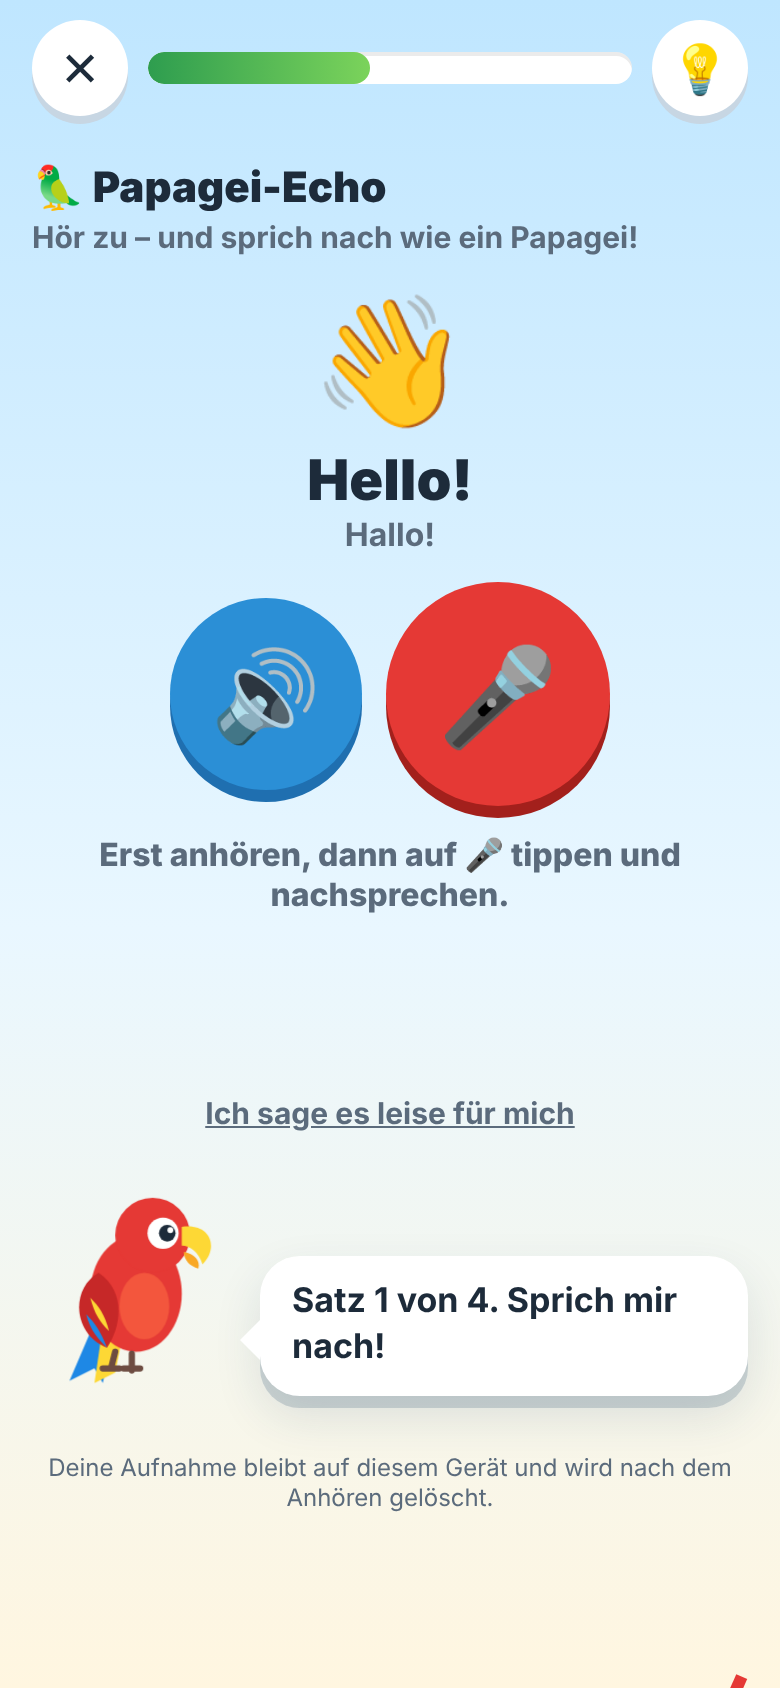 Papagei-Echo
Hör zu – und sprich nach wie ein Papagei!
Hello!
Hallo!
Erst anhören, dann auf 🎤 tippen und
nachsprechen.
Ich sage es leise für mich
Satz 1 von 4. Sprich mir
nach!
Deine Aufnahme bleibt auf diesem Gerät und wird nach dem
Anhören gelöscht.